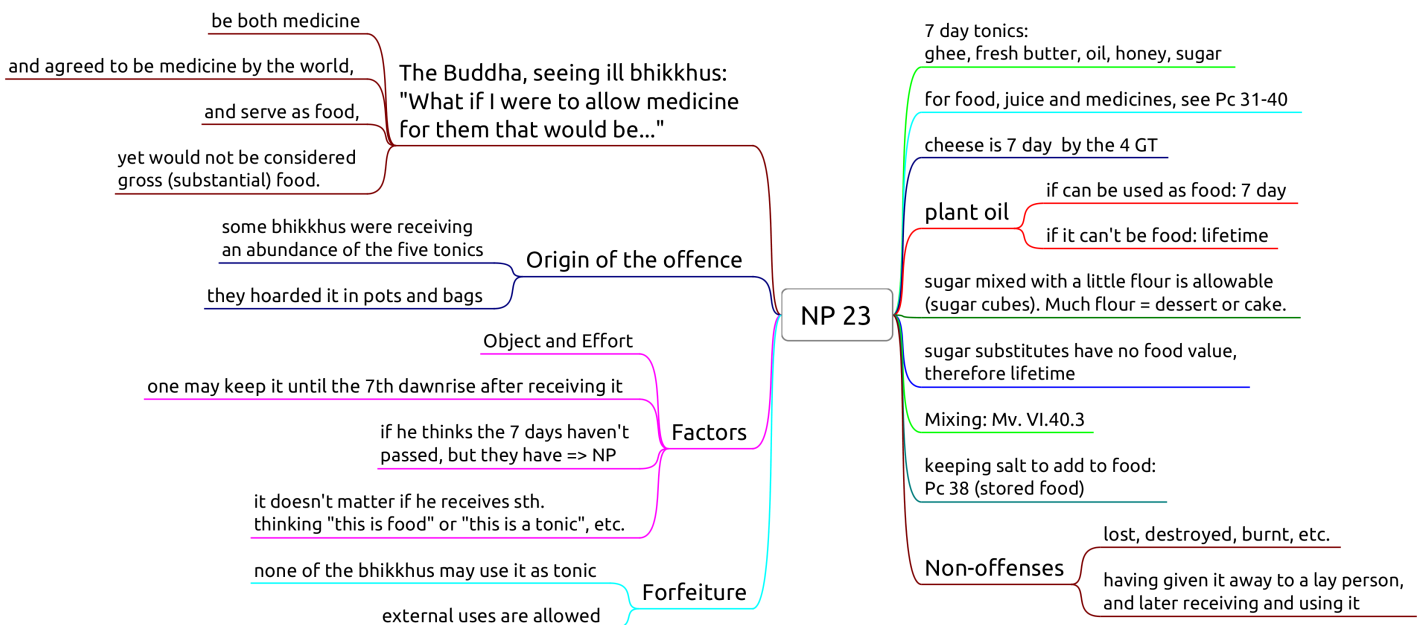 be both medicine
and agreed to be medicine by the world,
and serve as food,
yet would not be considered
gross (substantial) food.
The Buddha, seeing ill bhikkhus:
"What if I were to allow medicine
for them that would be..."
some bhikkhus were receiving
an abundance of the five tonics
they hoarded it in pots and bags
Origin of the offence
Object and Effort
one may keep it until the 7th dawnrise after receiving it
if he thinks the 7 days haven't
passed, but they have => NP
it doesn't matter if he receives sth.
thinking "this is food" or "this is a tonic", etc.
Factors
none of the bhikkhus may use it as tonic
external uses are allowed
Forfeiture
NP 23
7 day tonics:
ghee, fresh butter, oil, honey, sugar
for food, juice and medicines, see Pc 31-40
cheese is 7 day  by the 4 GT
plant oil
if can be used as food: 7 day
if it can't be food: lifetime
sugar mixed with a little flour is allowable
(sugar cubes). Much flour = dessert or cake.
sugar substitutes have no food value,
therefore lifetime
Mixing: Mv. VI.40.3
keeping salt to add to food:
Pc 38 (stored food)
Non-offenses
lost, destroyed, burnt, etc.
having given it away to a lay person,
and later receiving and using it